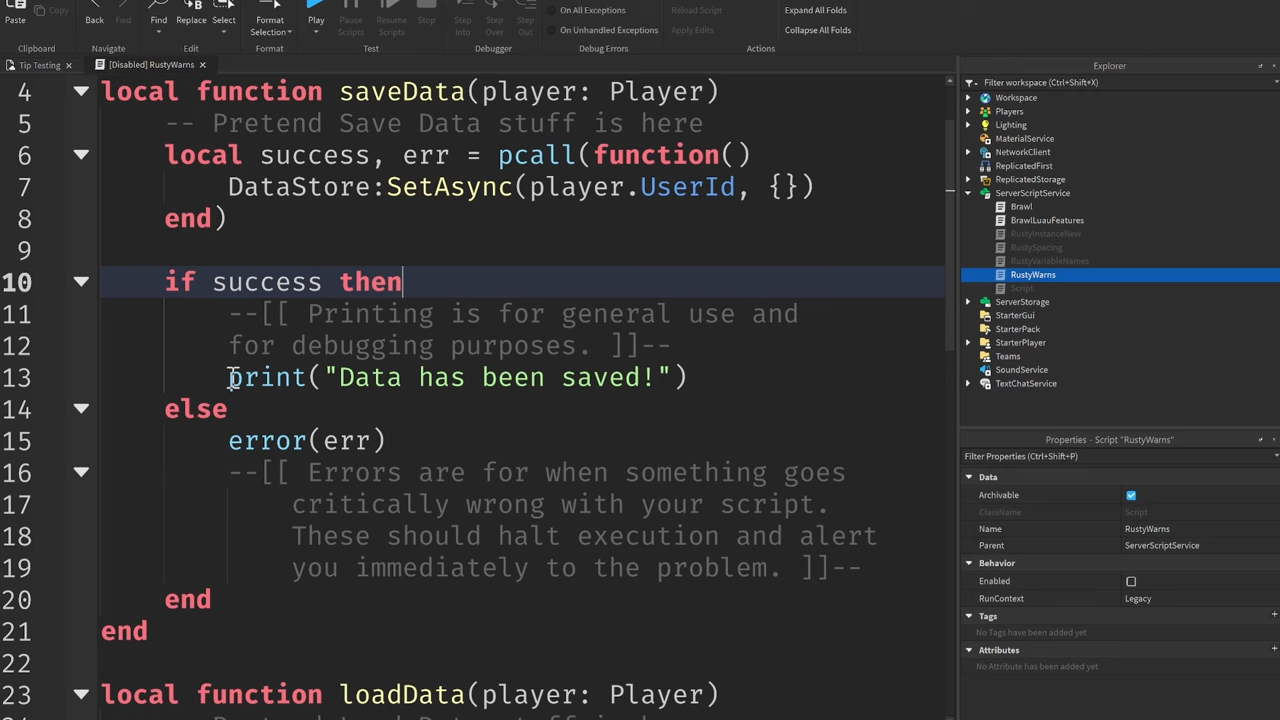 Paste
Copy
Back
Forward
Find
Replace
Select
Format
Selection
Play
Pause
Scripts
Resume
Scripts
Stop
Step
Into
Step
Over
Step
Out
On All Exceptions
On Unhandled Exceptions
Reload Script
Apply Edits
Expand All Folds
Collapse All Folds
Clipboard
Navigate
Edit
Format
Test
Debugger
Debug Errors
Actions
Tip Testing
[Disabled] RustyWarns
4 local function saveData(player: Player)
5 -- Pretend Save Data stuff is here
6 local success, err = pcall(function()
7 DataStore:SetAsync(player.UserId, {})
8 end)
9
10 if success then
11 --[[ Printing is for general use and
12 for debugging purposes. ]]--
13 print("Data has been saved!")
14 else
15 error(err)
16 --[[ Errors are for when something goes
17 critically wrong with your script.
18 These should halt execution and alert
19 you immediately to the problem. ]]--
20 end
21 end
22
23 local function loadData(player: Player)
Explorer
Filter workspace (Ctrl+Shift+X)
Workspace
Players
Lighting
MaterialService
NetworkClient
ReplicatedFirst
ReplicatedStorage
ServerScriptService
Brawl
BrawlLuauFeatures
RustyInstanceNew
RustySpacing
RustyVariableNames
RustyWarns
Script
ServerStorage
StarterGui
StarterPack
StarterPlayer
Teams
SoundService
TextChatService
Properties - Script "RustyWarns"
Filter Properties (Ctrl+Shift+P)
Data
Archivable
ClassName Script
Name RustyWarns
Parent ServerScriptService
Behavior
Enabled
RunContext Legacy
Tags
No Tags have been added yet
Attributes
No Attribute has been added yet